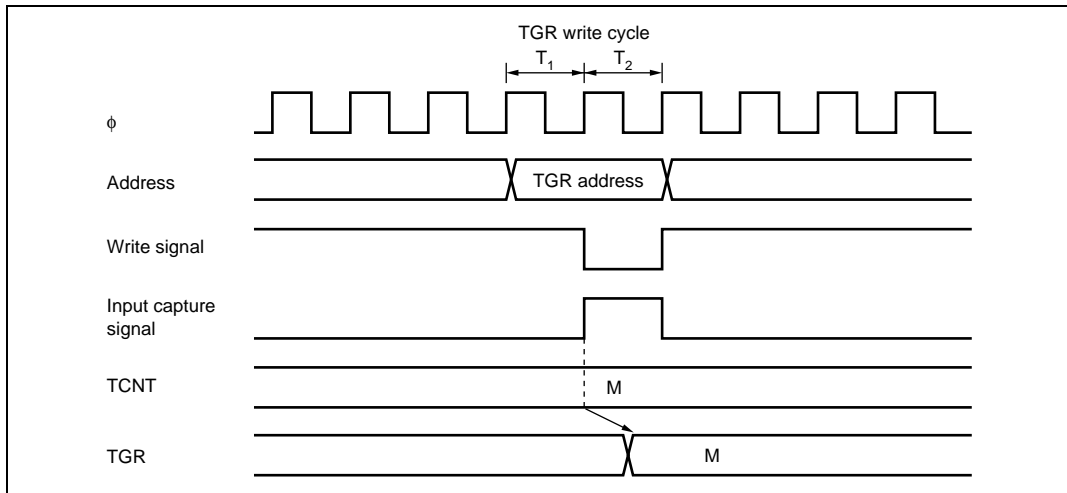 TGR write cycle
T1 T2
ϕ
Address
TGR address
Write signal
Input capture
signal
TCNT
M
TGR
M